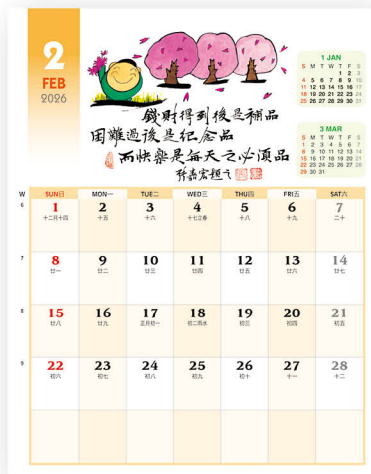 2
FEB
2026
1 JAN
S M T W T F S
1 2 3
4 5 6 7 8 9 10
11 12 13 14 15 16 17
18 19 20 21 22 23 24
25 26 27 28 29 30 31
錢財得到後是補品
困難過後是紀念品
而快樂是每天之必須品
3 MAR
S M T W T F S
1 2 3 4 5 6 7
8 9 10 11 12 13 14
15 16 17 18 19 20 21
22 23 24 25 26 27 28
29 30 31
W SUN日 MON一 TUE二 WED三 THU四 FRI五 SAT六
6 1 2 3 4 5 6 7
十二月十四 十五 十六 十七立春 十八 十九 二十
7 8 9 10 11 12 13 14
廿一 廿二 廿三 廿四 廿五 廿六 廿七
8 15 16 17 18 19 20 21
廿八 廿九 正月初一 初二雨水 初三 初四 初五
9 22 23 24 25 26 27 28
初六 初七 初八 初九 初十 十一 十二